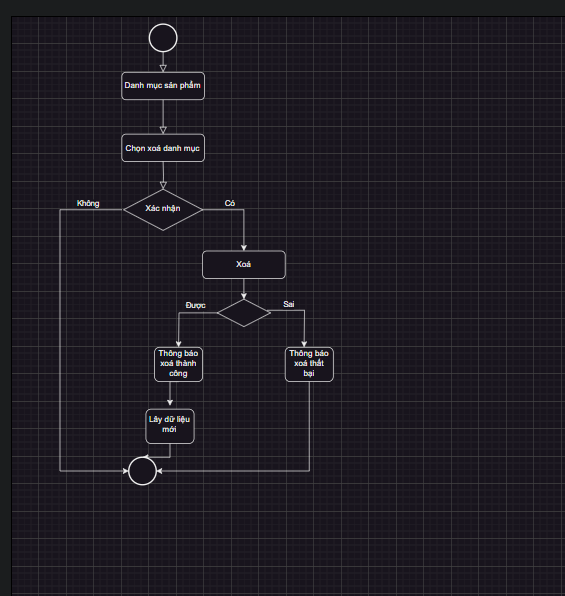 Danh mục sản phẩm
Chọn xoá danh mục
Xác nhận
Không
Có
Xoá
Được
Sai
Thông báo
xoá thành
công
Thông báo
xoá thất
bại
Lây dữ liệu
mới